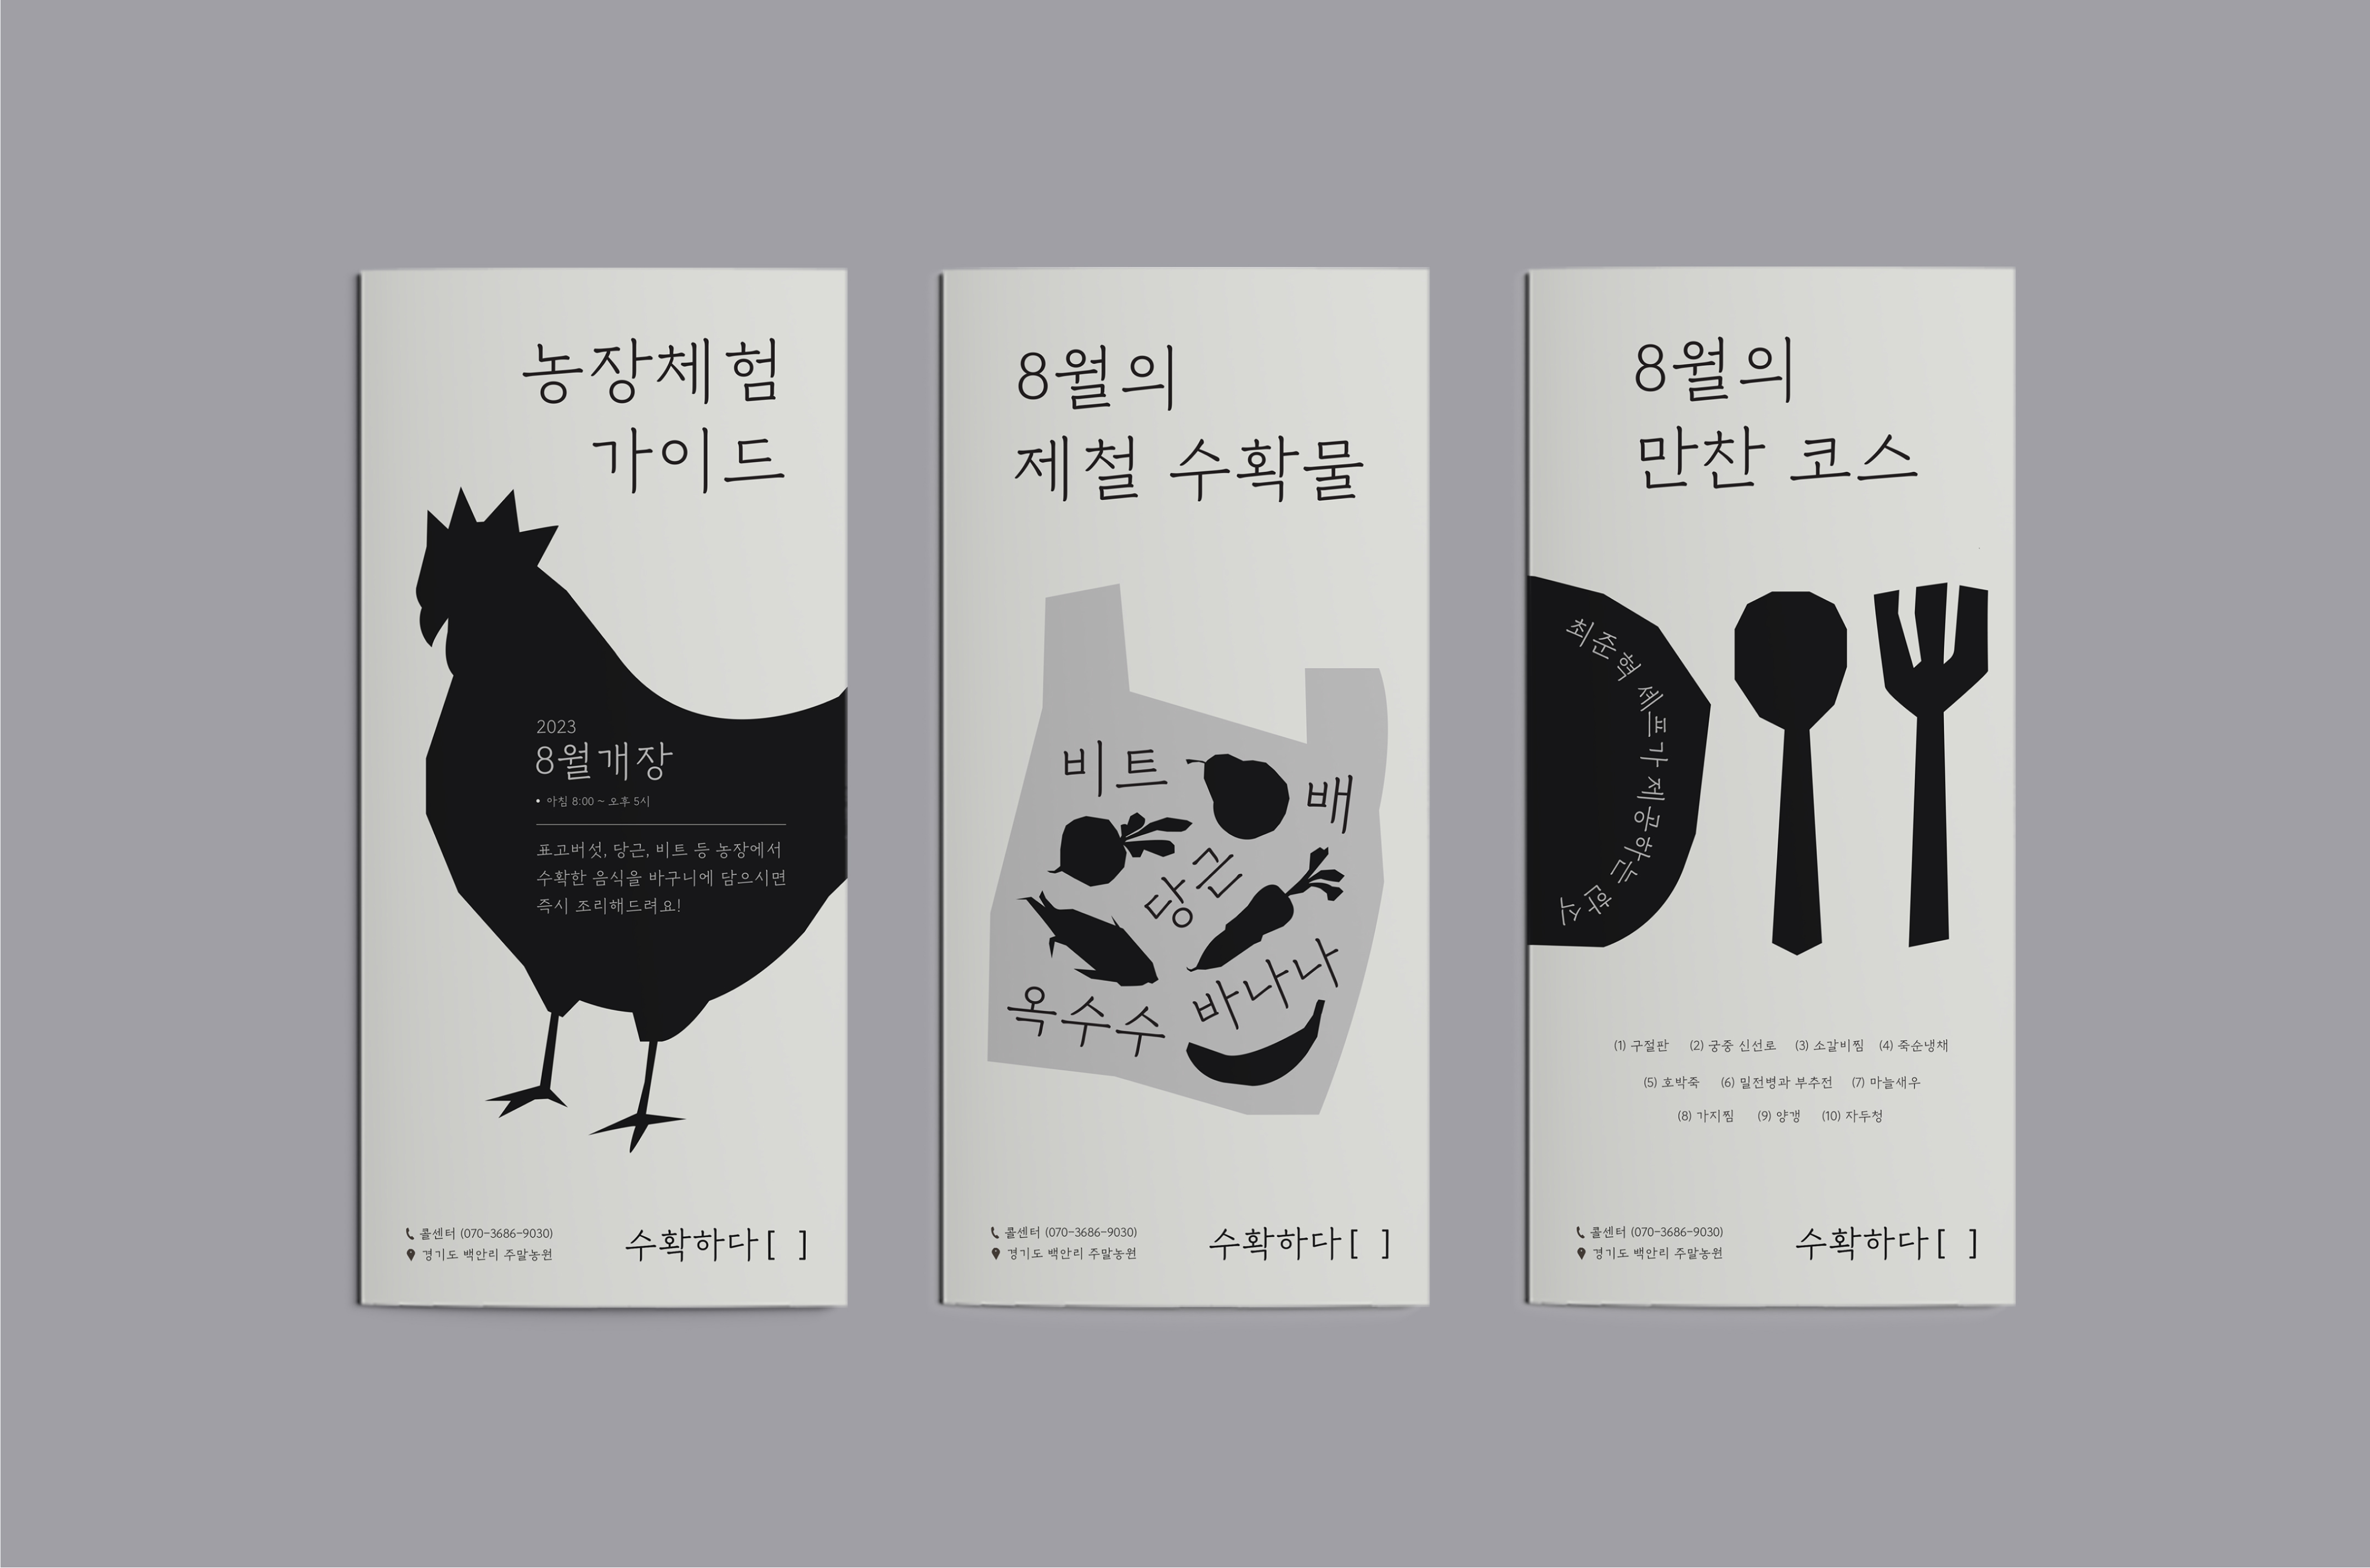 농장체험
가이드
2023
8월개장
• 아침 8:00 ~ 오후 5시
표고버섯, 당근, 비트 등 농장에서
수확한 음식을 바구니에 담으시면
즉시 조리해드려요!
콜센터 (070-3686-9030)
경기도 백안리 주말농원
수확하다[ ]
8월의
제철 수확물
비트
배
당근
옥수수
바나나
콜센터 (070-3686-9030)
경기도 백안리 주말농원
수확하다[ ]
8월의
만찬 코스
최준혁 셰프가 제공하는 약소
(1) 구절판 (2) 궁중 신선로 (3) 소갈비찜 (4) 죽순냉채
(5) 호박죽 (6) 밀전병과 부추전 (7) 마늘새우
(8) 가지찜 (9) 양갱 (10) 자두청
콜센터 (070-3686-9030)
경기도 백안리 주말농원
수확하다[ ]